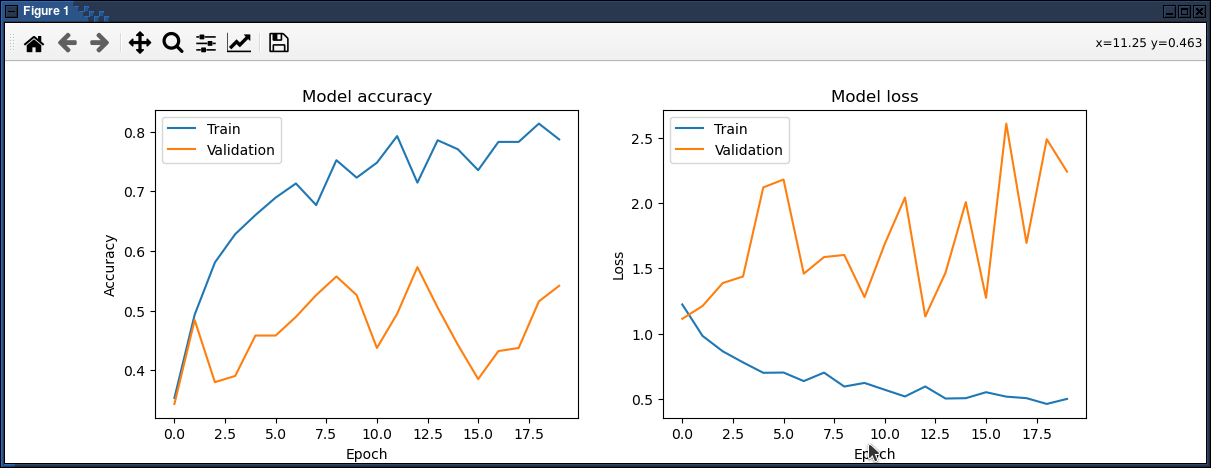 Figure 1
x=11.25 y=0.463
Model accuracy
Train
Validation
0.8
0.7
0.6
0.5
0.4
Accuracy
0.0 2.5 5.0 7.5 10.0 12.5 15.0 17.5
Epoch
Model loss
Train
Validation
2.5
2.0
1.5
1.0
0.5
Loss
0.0 2.5 5.0 7.5 10.0 12.5 15.0 17.5
Epoch